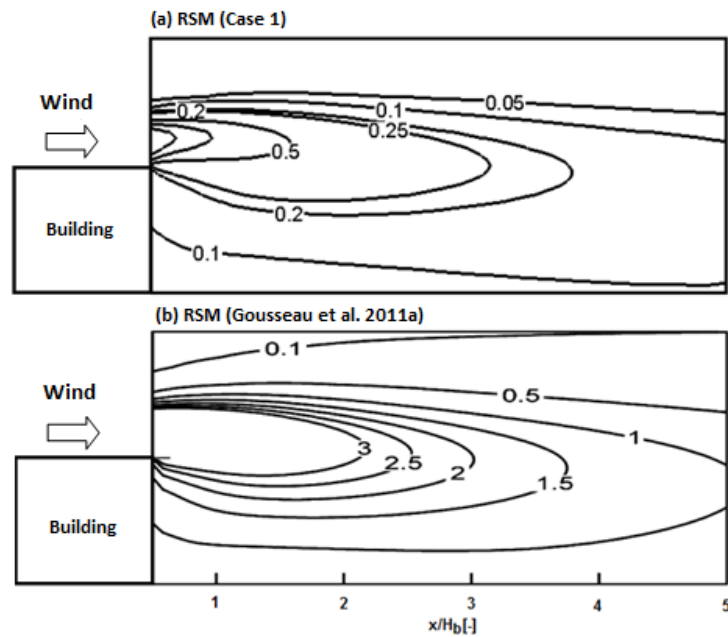 (a) RSM (Case 1)
Wind
0.2
0.1
0.05
0.25
0.5
0.2
Building
0.1
(b) RSM (Gousseau et al. 2011a)
0.1
Wind
0.5
1
3
2.5
2
1.5
Building
1 2 3 4 5
x/Hb[-]